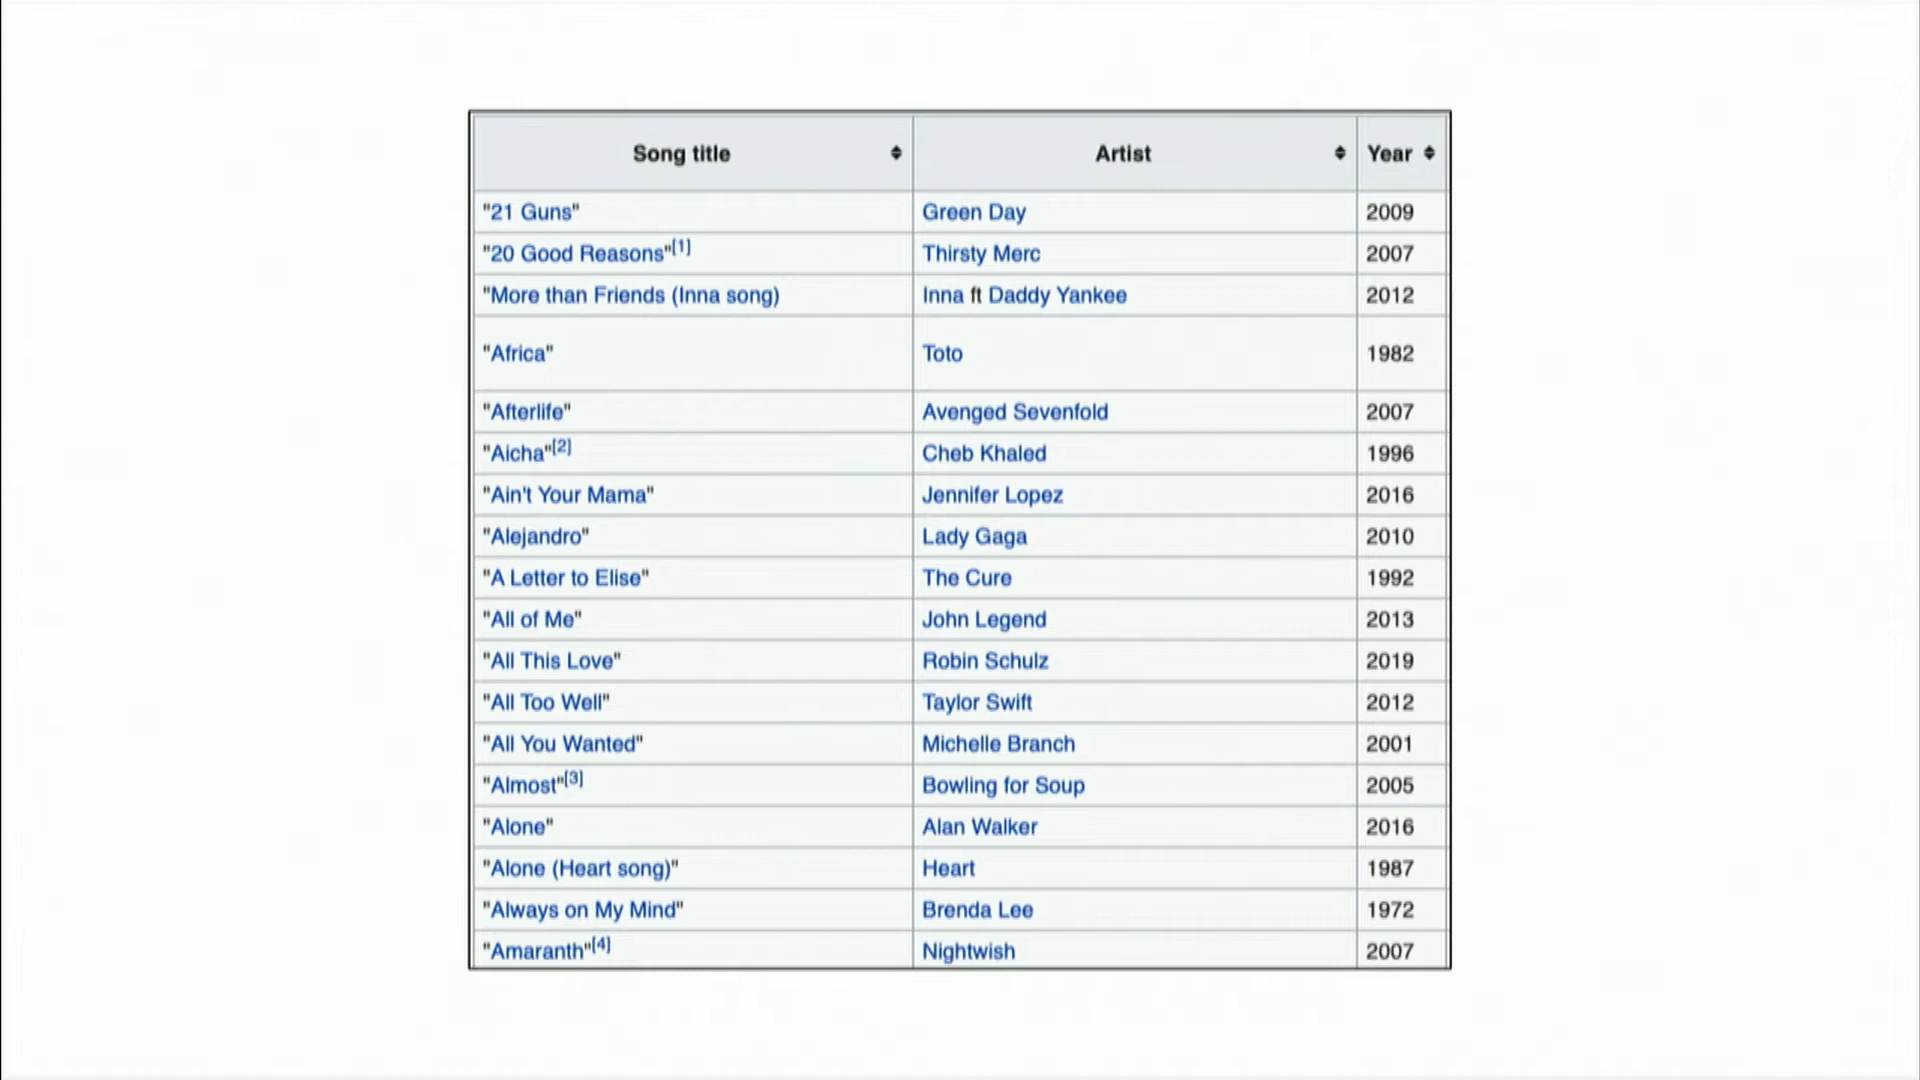 Song title Artist Year
"21 Guns" Green Day 2009
"20 Good Reasons"[1] Thirsty Merc 2007
"More than Friends (Inna song) Inna ft Daddy Yankee 2012
"Africa" Toto 1982
"Afterlife" Avenged Sevenfold 2007
"Aicha"[2] Cheb Khaled 1996
"Ain't Your Mama" Jennifer Lopez 2016
"Alejandro" Lady Gaga 2010
"A Letter to Elise" The Cure 1992
"All of Me" John Legend 2013
"All This Love" Robin Schulz 2019
"All Too Well" Taylor Swift 2012
"All You Wanted" Michelle Branch 2001
"Almost"[3] Bowling for Soup 2005
"Alone" Alan Walker 2016
"Alone (Heart song)" Heart 1987
"Always on My Mind" Brenda Lee 1972
"Amaranth"[4] Nightwish 2007